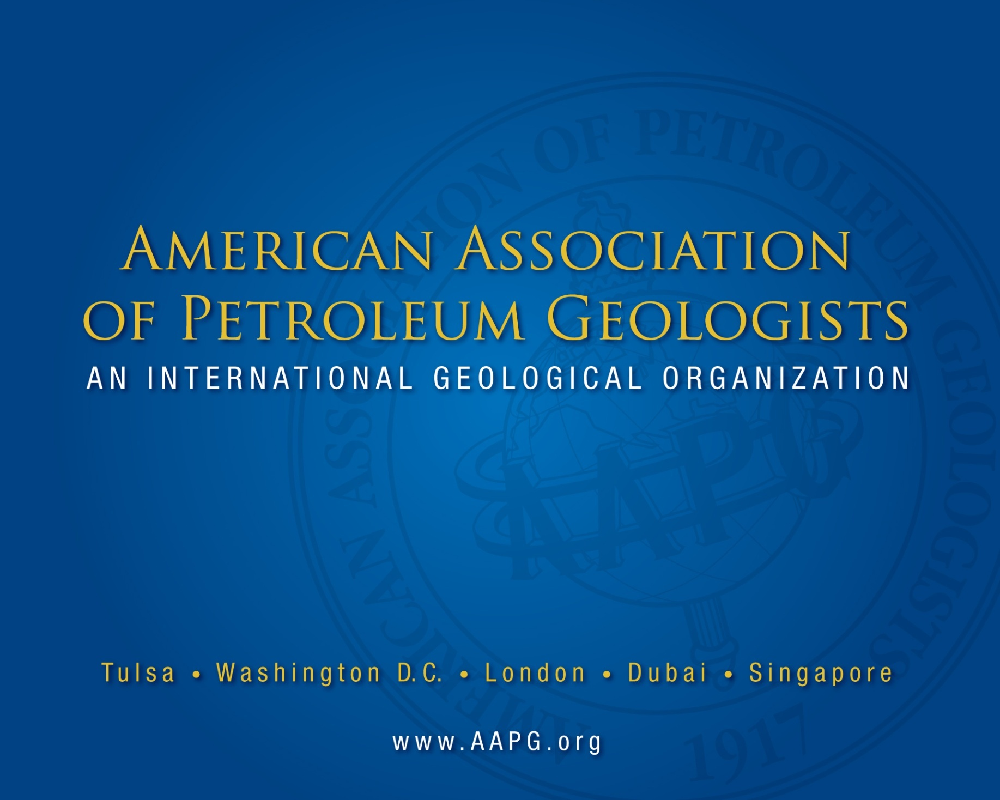 American Association
of Petroleum Geologists
AN INTERNATIONAL GEOLOGICAL ORGANIZATION
Tulsa • Washington D.C. • London • Dubai • Singapore
www.AAPG.org
AMERICAN ASSOCIATION OF PETROLEUM GEOLOGISTS
AAPG
1917